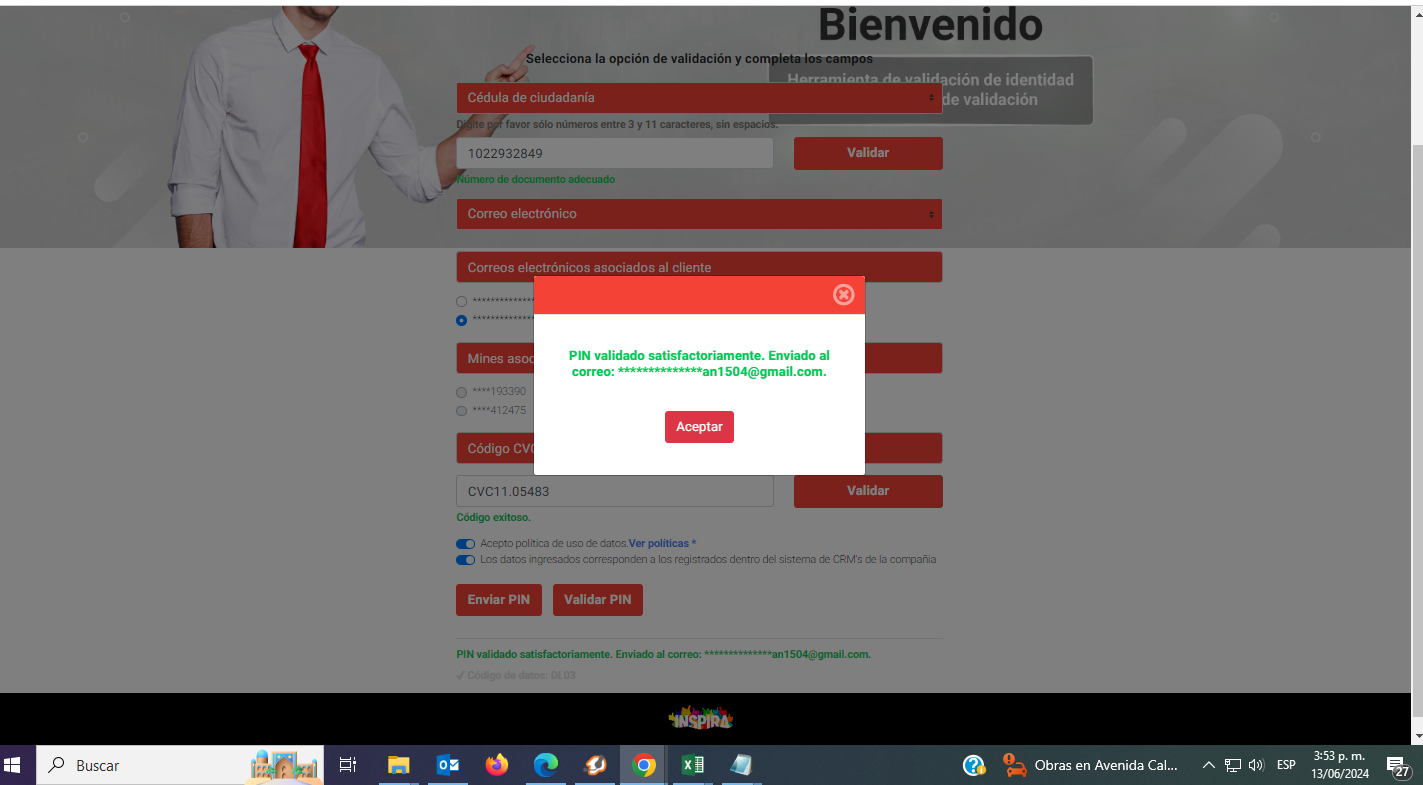 Bienvenido
Selecciona la opción de validación y completa los campos
Herramienta de validación de identidad
de validación
Cédula de ciudadanía
Digite por favor sólo números entre 3 y 11 caracteres, sin espacios.
1022932849
Validar
Número de documento adecuado
Correo electrónico
Correos electrónicos asociados al cliente
PIN validado satisfactoriamente. Enviado al
correo: **************an1504@gmail.com.
Aceptar
Mines asoc
****193390
****412475
Código CVC
CVC11.05483
Validar
Código exitoso.
Acepto política de uso de datos.Ver políticas *
Los datos ingresados corresponden a los registrados dentro del sistema de CRM's de la compañia
Enviar PIN Validar PIN
PIN validado satisfactoriamente. Enviado al correo: **************an1504@gmail.com.
✓ Código de datos: DL03
INSPIRA
Buscar
Obras en Avenida Cal...
ESP
3:53 p. m.
13/06/2024
27